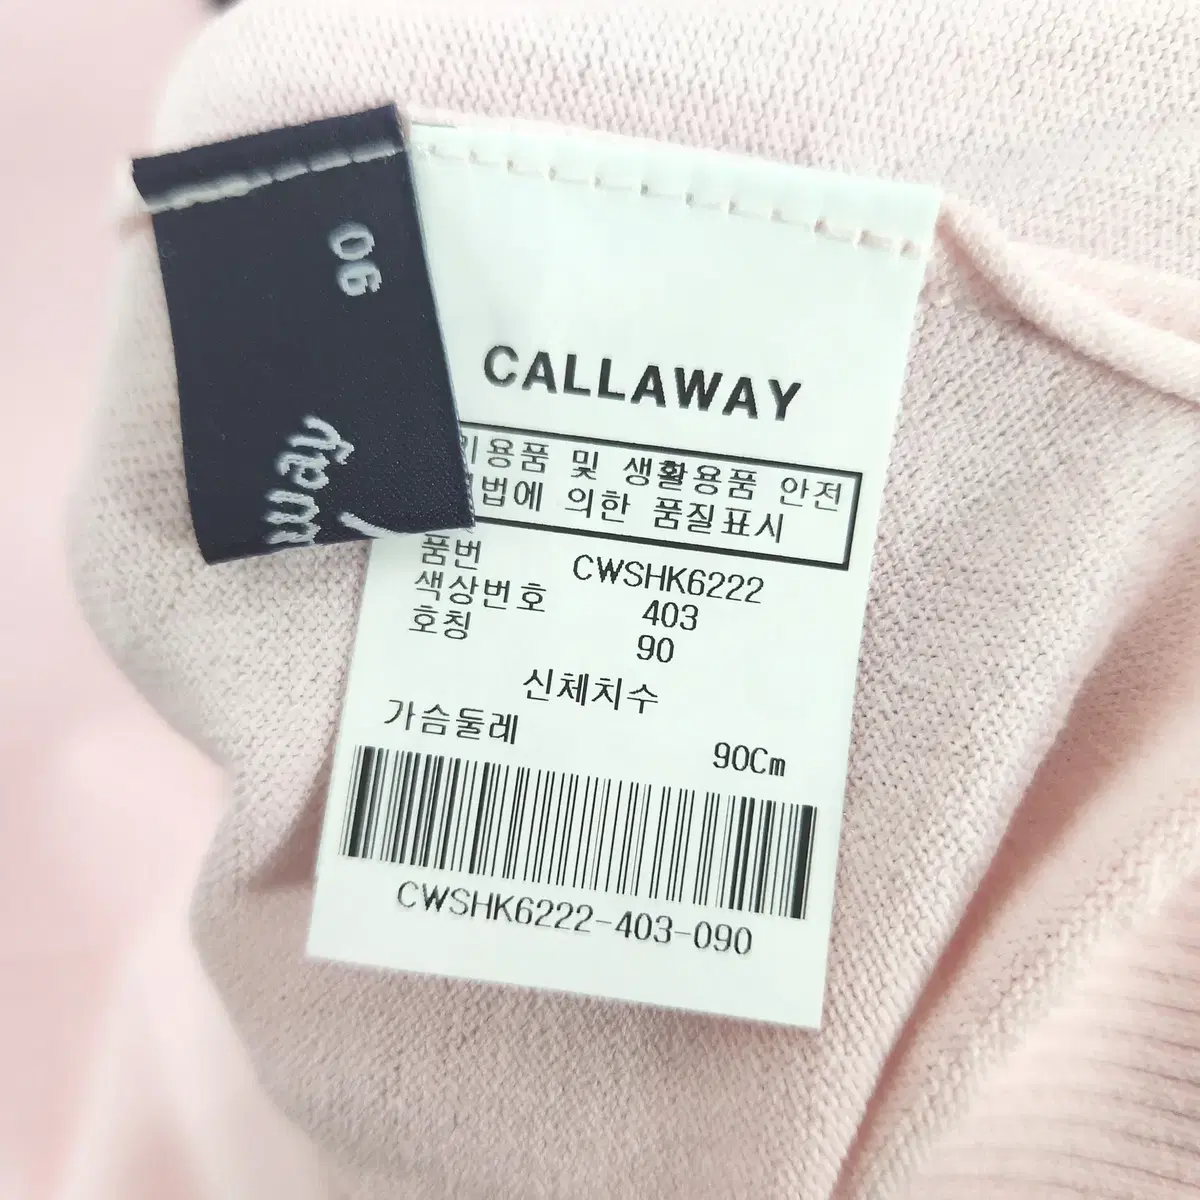 90
way
CALLAWAY
용품 및 생활용품 안전
법에 의한 품질표시
품번 CWSHK6222
색상번호 403
호칭 90
신체치수
가슴둘레 90Cm
CWSHK6222-403-090